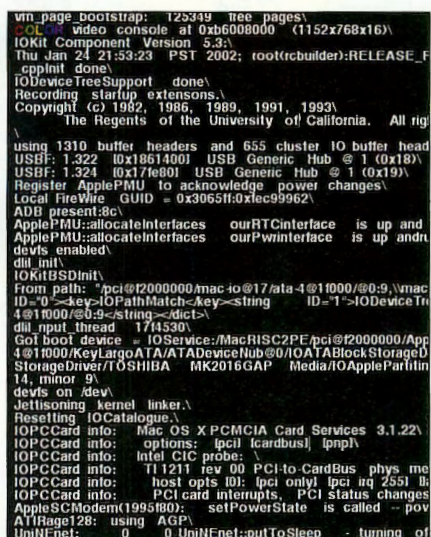 vm_page_bootstrap: 125349 free pages\
COLOR video console at 0xb6008000 (1152x768x16)\
IOKit Component Version 5.3:\
Thu Jan 24 21:53:23 PST 2002; root(rcbuilder):RELEASE_F
_cppInit done\
IODeviceTreeSupport done\
Recording startup extensons.\
Copyright (c) 1982, 1986, 1989, 1991, 1993\
The Regents of the University of California. All rig
\
using 1310 buffer headers and 655 cluster IO buffer head
USBF: 1.322 [0x1861400] USB Generic Hub @ 1 (0x18)\
USBF: 1.324 [0x17fe80] USB Generic Hub @ 1 (0x19)\
Register ApplePMU to acknowledge power changes\
Local FireWire GUID = 0x3065ff:0x1ec99962\
ADB present:8c\
ApplePMU::allocateInterfaces ourRTCinterface is up and
ApplePMU::allocateInterfaces ourPwrinterface is up andru
devfs enabled\
dlil_init\
IOKitBSDInit\
From path: "/pci@f2000000/mac-io@17/ata-4@1f000/@0:9,\\mac
ID="0"><key>IOPathMatch</key><string ID="1">IODeviceTre
4@1f000/@0:9</string></dict>\
dlil_nput_thread 17f4530\
Got boot device = IOService:/MacRISC2PE/pci@f2000000/App
4@1f000/KeyLargoATA/ATADeviceNub@0/IOATABlockStorageD
StorageDriver/TOSHIBA MK2016GAP Media/IOApplePartitin
14, minor 9\
devfs on /dev\
Jettisoning kernel linker.\
Resetting IOCatalogue.\
IOPCCard info: Mac OS X PCMCIA Card Services 3.1.22\
IOPCCard info: options: [pci] [cardbus] [pnp]\
IOPCCard info: Intel CIC probe: \
IOPCCard info: TI 1211 rev 00 PCI-to-CardBus phys me
IOPCCard info: host opts [0]: [pci only] [pci irq 255]
IOPCCard info: PCI card interrupts, PCI status changes
AppleSCModem(1995f80): setPowerState is called -- pov
ATIRage128: using AGP\
UniNEnet: 0 0 UniNEnet::putToSleep - turning of